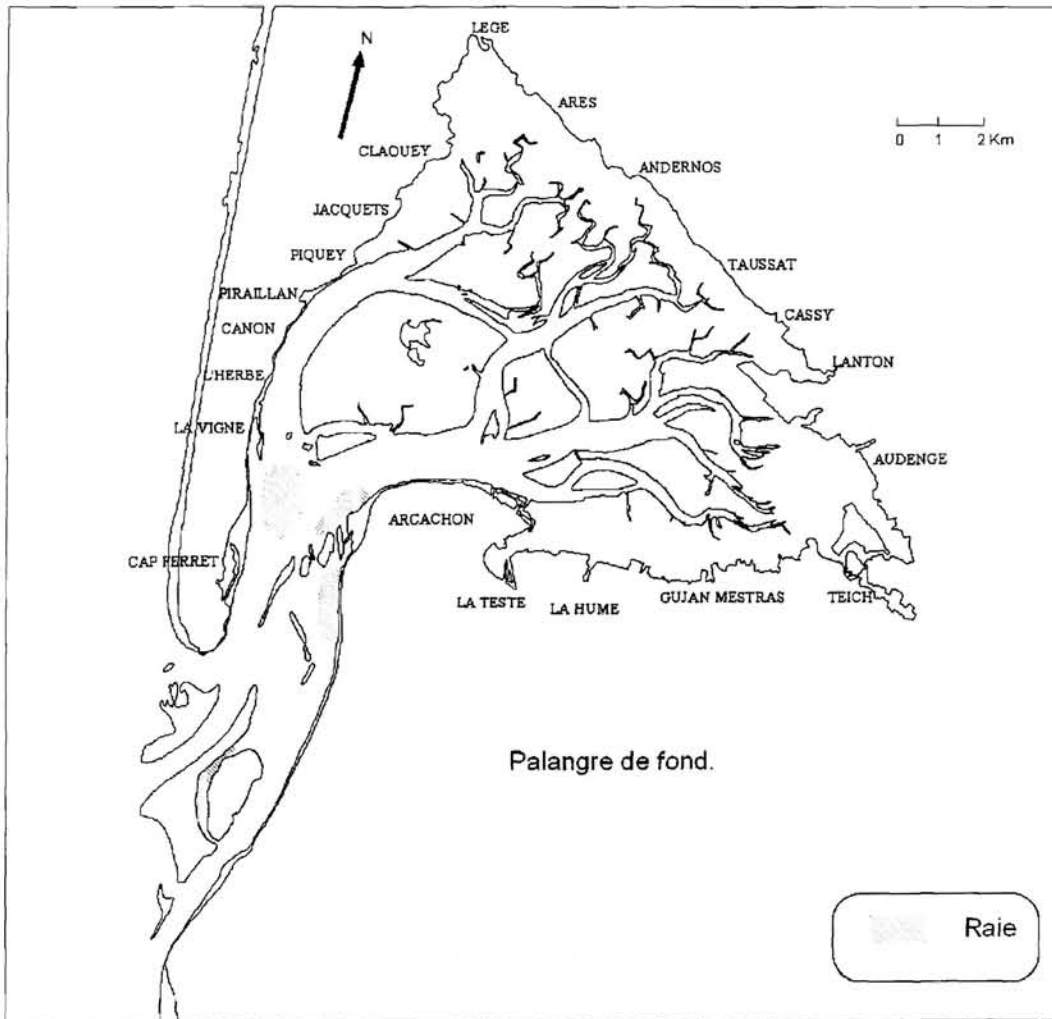 LEGE
N
ARES
0 1 2 Km
CLAOUEY
ANDERNOS
JACQUETS
PIQUEY
TAUSSAT
PIRAILLAN
CASSY
CANON
LANTON
L'HERBE
LA VIGNE
AUDENGE
ARCACHON
CAP FERRET
LA TESTE
LA HUME
GUJAN MESTRAS
TEICH
Palangre de fond.
Raie